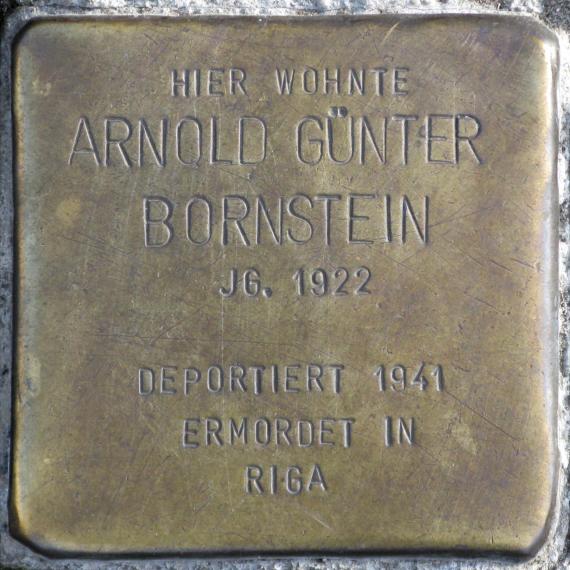 HIER WOHNTE
ARNOLD GÜNTER
BORNSTEIN
JG. 1922
DEPORTIERT 1941
ERMORDET IN
RIGA